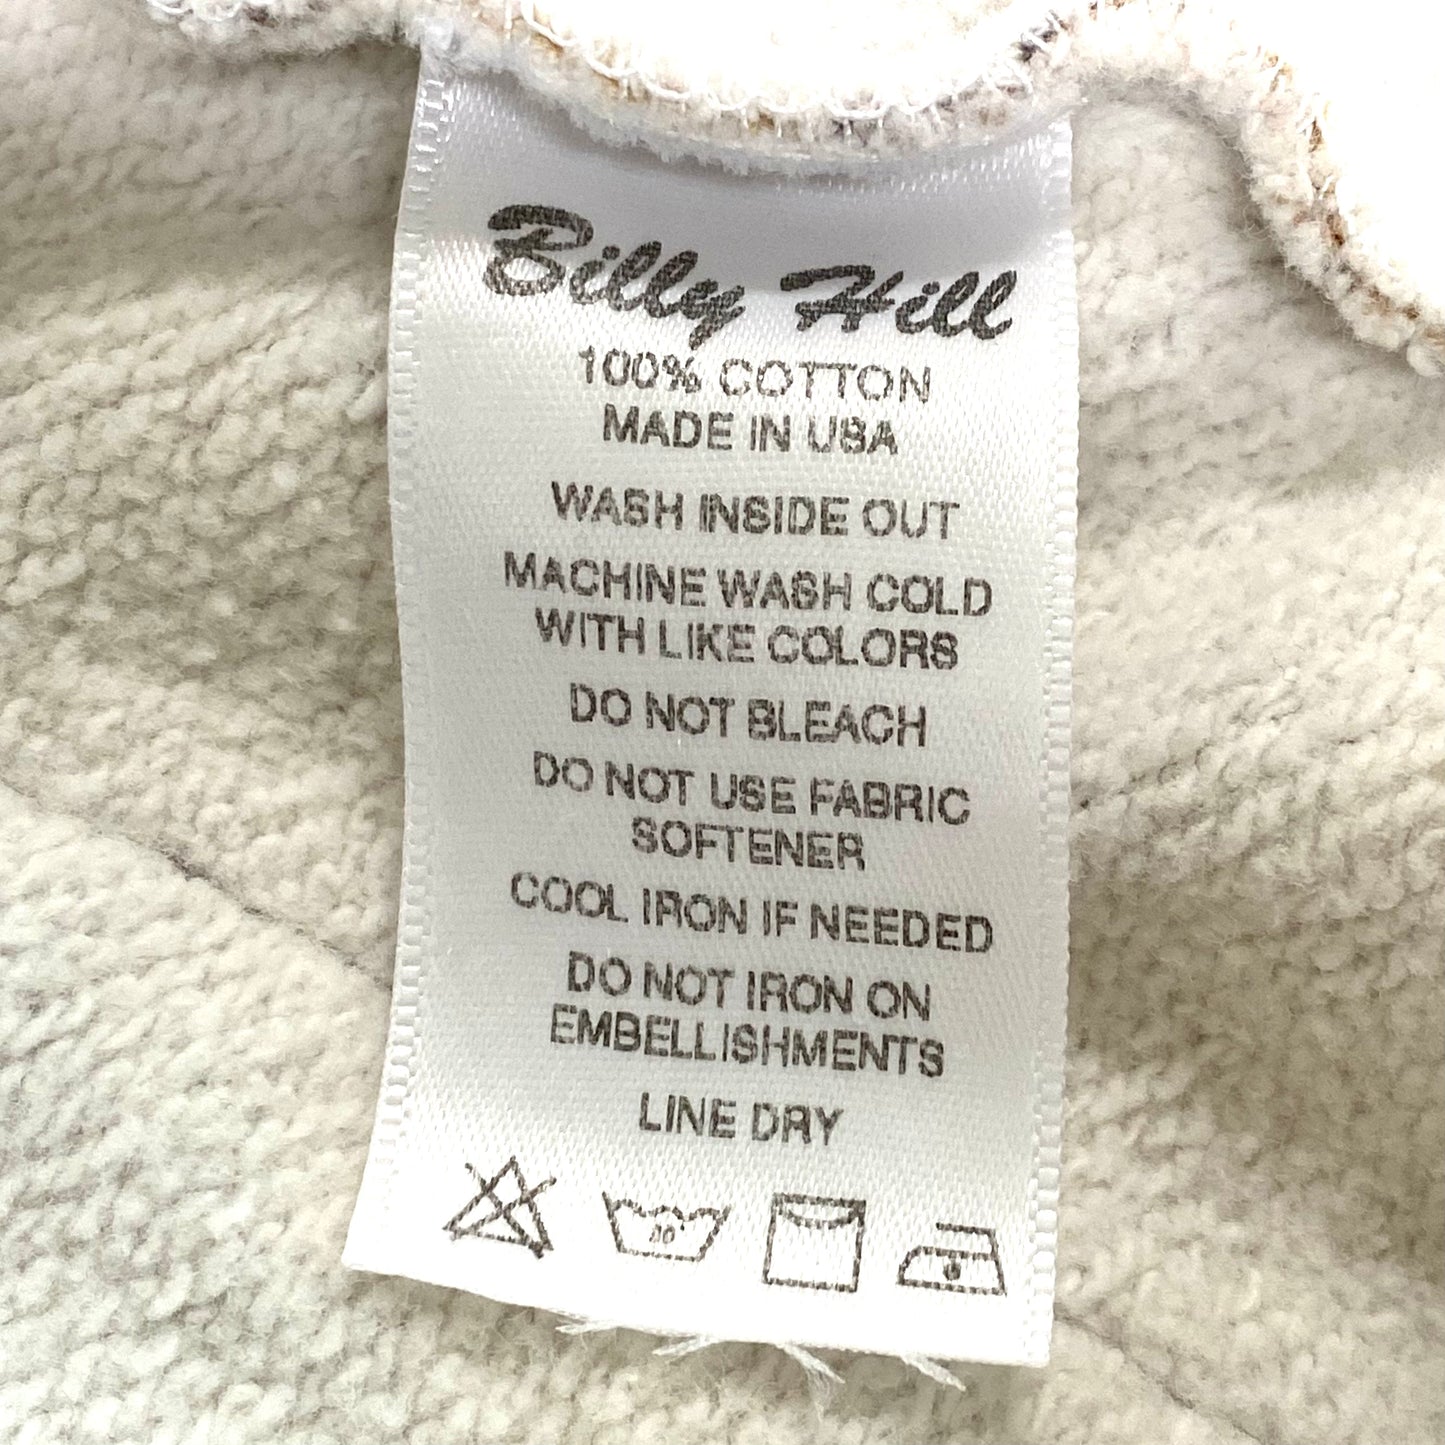 Billy Hill
100% COTTON
MADE IN USA
WASH INSIDE OUT
MACHINE WASH COLD
WITH LIKE COLORS
DO NOT BLEACH
DO NOT USE FABRIC
SOFTENER
COOL IRON IF NEEDED
DO NOT IRON ON
EMBELLISHMENTS
LINE DRY